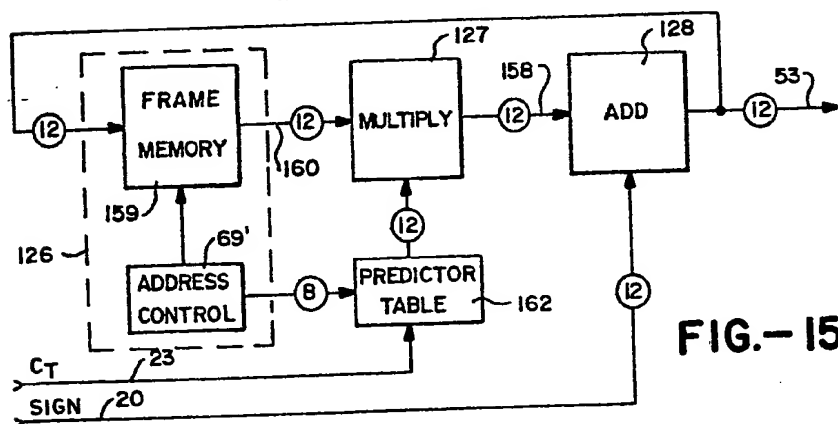 127
128
158
53
FRAME
MEMORY
12
12
MULTIPLY
12
ADD
12
160
159
12
69'
126
ADDRESS
CONTROL
8
PREDICTOR
TABLE
162
12
FIG.-15
CT
23
SIGN
20